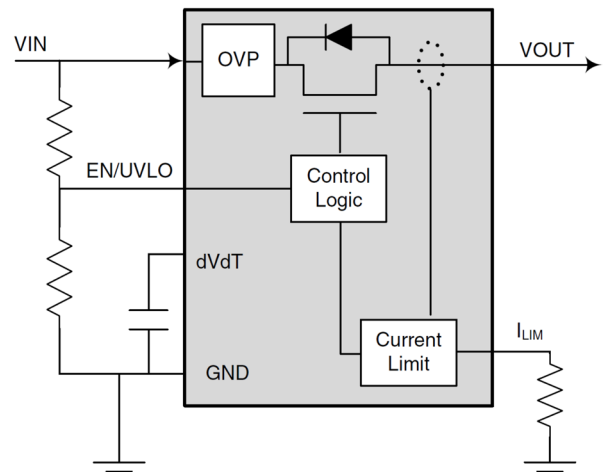 VIN
OVP
VOUT
EN/UVLO
Control
Logic
dVdT
Current
Limit
ILIM
GND